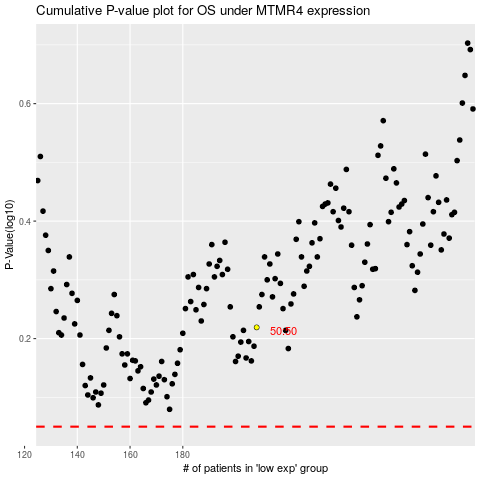 Cumulative P-value plot for OS under MTMR4 expression
P-Value(log10)
0.6
0.4
0.2
50:50
120 140 160 180
# of patients in 'low exp' group